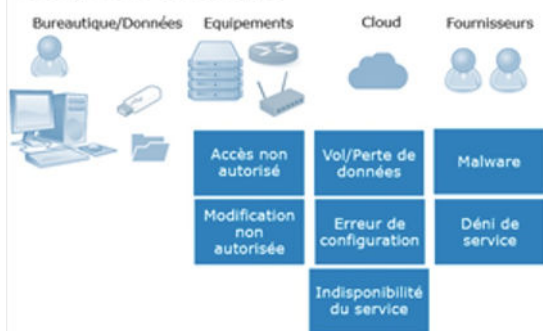 Bureautique/Données
Equipements
Cloud
Fournisseurs
Accès non
autorisé
Vol/Perte de
données
Malware
Modification
non
autorisée
Erreur de
configuration
Déni de
service
Indisponibilité
du service